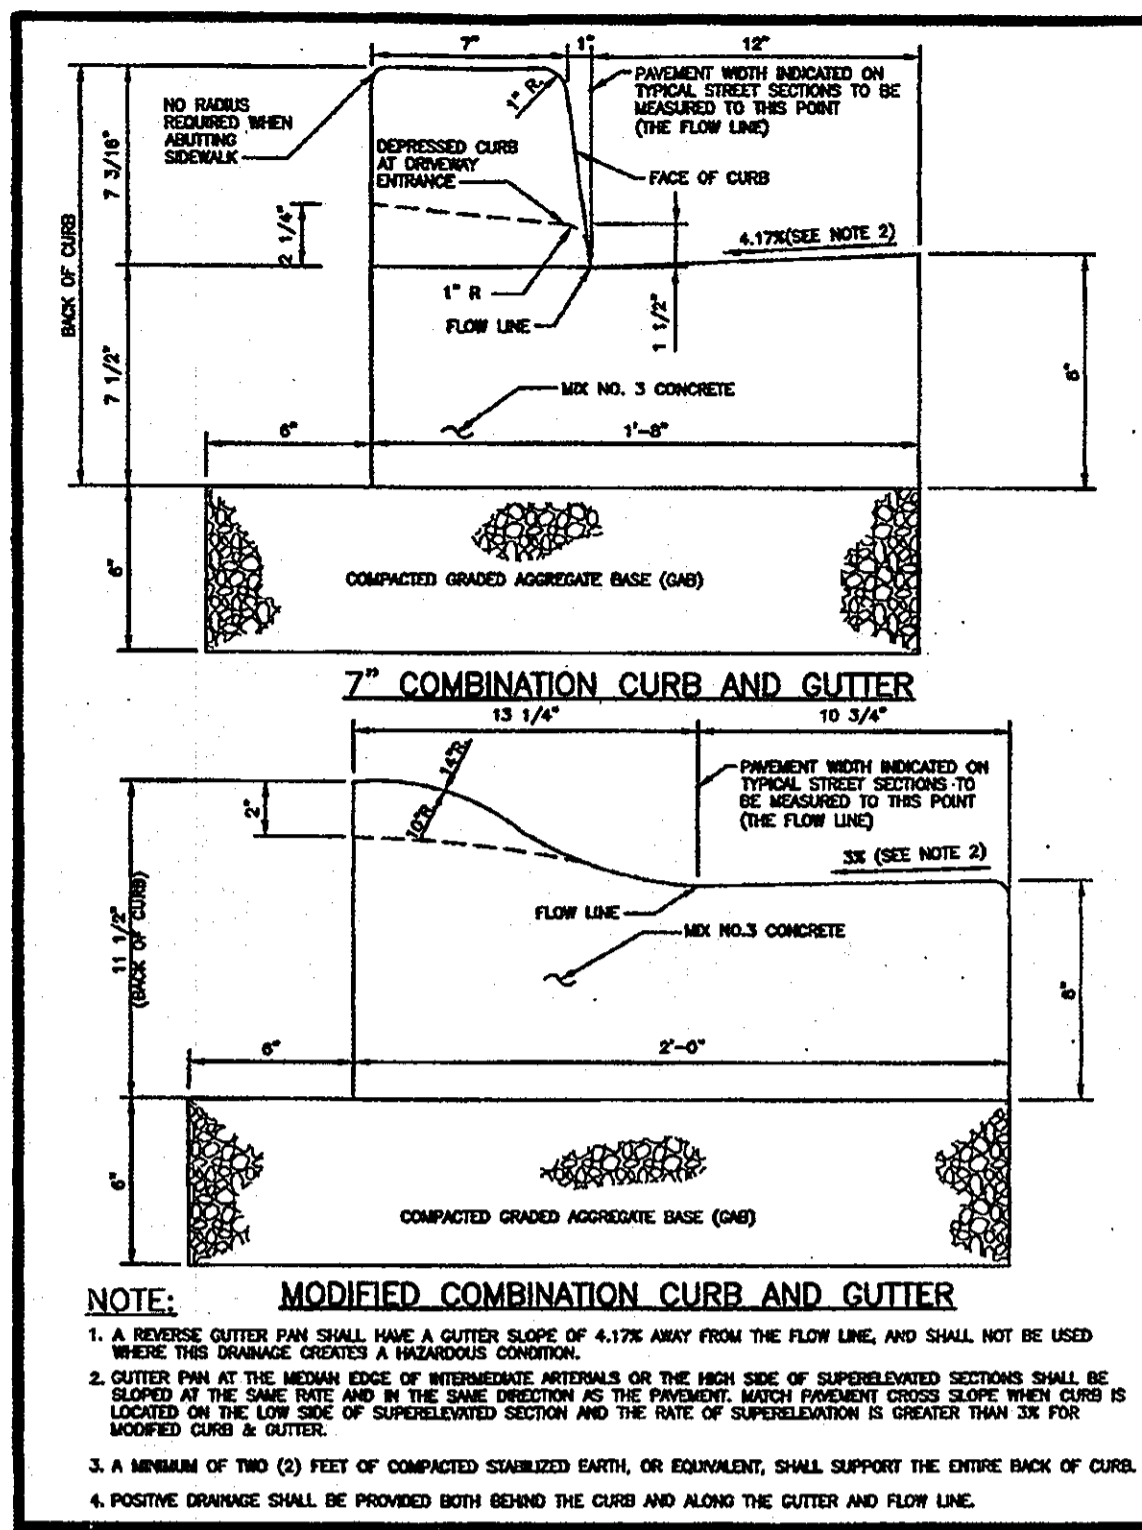 7"
1"
12"
NO RADIUS
REQUIRED WHEN
ABUTTING
SIDEWALK
1" R.
PAVEMENT WIDTH INDICATED ON
TYPICAL STREET SECTIONS TO BE
MEASURED TO THIS POINT
(THE FLOW LINE)
DEPRESSED CURB
AT DRIVEWAY
ENTRANCE
FACE OF CURB
7 3/16"
BACK OF CURB
2 1/4"
4.17%(SEE NOTE 2)
1" R
FLOW LINE
1 1/2"
7 1/2"
MIX NO. 3 CONCRETE
8"
6"
1'-8"
6"
COMPACTED GRADED AGGREGATE BASE (GAB)
7" COMBINATION CURB AND GUTTER
13 1/4"
10 3/4"
14"R.
10"R.
2"
PAVEMENT WIDTH INDICATED ON
TYPICAL STREET SECTIONS TO
BE MEASURED TO THIS POINT
(THE FLOW LINE)
3% (SEE NOTE 2)
FLOW LINE
11 1/2"
(BACK OF CURB)
MIX NO.3 CONCRETE
8"
6"
2'-0"
6"
COMPACTED GRADED AGGREGATE BASE (GAB)
MODIFIED COMBINATION CURB AND GUTTER
NOTE:
1. A REVERSE GUTTER PAN SHALL HAVE A GUTTER SLOPE OF 4.17% AWAY FROM THE FLOW LINE, AND SHALL NOT BE USED
WHERE THIS DRAINAGE CREATES A HAZARDOUS CONDITION.
2. GUTTER PAN AT THE MEDIAN EDGE OF INTERMEDIATE ARTERIALS OR THE HIGH SIDE OF SUPERELEVATED SECTIONS SHALL BE
SLOPED AT THE SAME RATE AND IN THE SAME DIRECTION AS THE PAVEMENT. MATCH PAVEMENT CROSS SLOPE WHEN CURB IS
LOCATED ON THE LOW SIDE OF SUPERELEVATED SECTION AND THE RATE OF SUPERELEVATION IS GREATER THAN 3% FOR
MODIFIED CURB & GUTTER.
3. A MINIMUM OF TWO (2) FEET OF COMPACTED STABILIZED EARTH, OR EQUIVALENT, SHALL SUPPORT THE ENTIRE BACK OF CURB.
4. POSITIVE DRAINAGE SHALL BE PROVIDED BOTH BEHIND THE CURB AND ALONG THE GUTTER AND FLOW LINE.